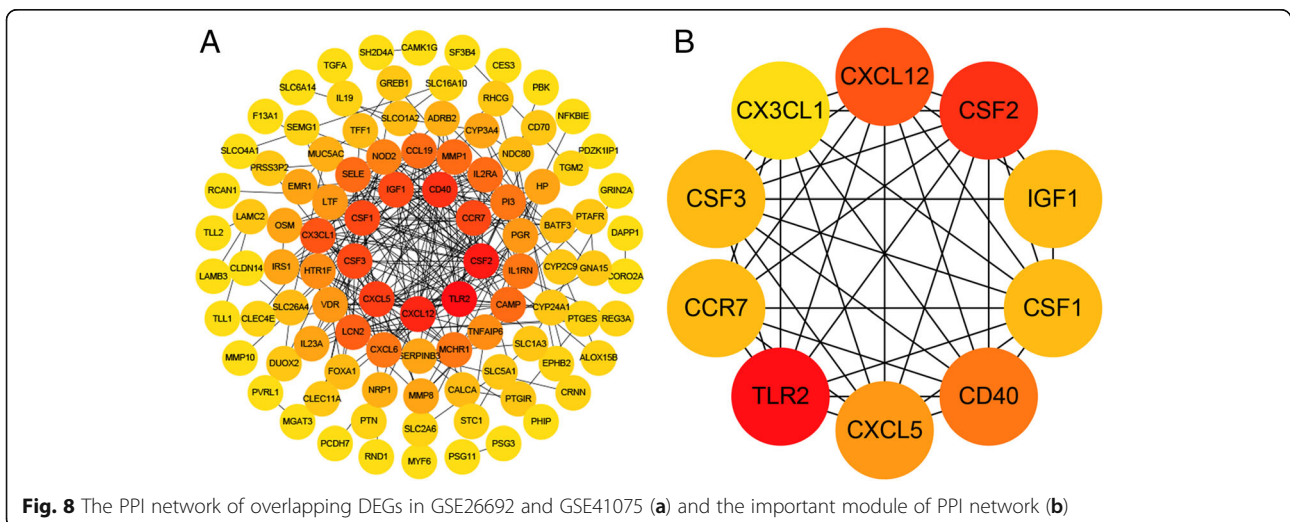 A
B
SH2D4A
CAMK1G
SF3B4
TGFA
CES3
GREB1
SLC16A10
SLC6A14
IL19
RHCG
PBK
F13A1
SEMG1
TFF1
SLCO1A2
ADRB2
CYP3A4
CD70
NFKBIE
SLCO4A1
PRSS3P2
MUC5AC
NOD2
CCL19
MMP1
NDC80
TGM2
PDZK1IP1
RCAN1
EMR1
SELE
IGF1
CD40
IL2RA
HP
GRIN2A
LAMC2
LTF
CSF1
CCR7
PI3
BATF3
PTAFR
TLL2
OSM
CX3CL1
PGR
DAPP1
LAMB3
CLDN14
IRS1
HTR1F
CSF3
CSF2
IL1RN
CYP2C9
GNA15
CORO2A
TLL1
CLEC4E
SLC26A4
VDR
CXCL5
CXCL12
TLR2
CAMP
CYP24A1
PTGES
REG3A
MMP10
DUOX2
IL23A
LCN2
CXCL6
SERPINB3
MCHR1
TNFAIP6
SLC1A3
EPHB2
ALOX15B
PVRL1
CLEC11A
FOXA1
NRP1
MMP8
CALCA
SLC5A1
PTGIR
CRNN
MGAT3
PTN
SLC2A6
STC1
PHIP
PCDH7
RND1
MYF6
PSG11
PSG3
CXCL12
CX3CL1
CSF2
CSF3
IGF1
CCR7
CSF1
TLR2
CD40
CXCL5
Fig. 8 The PPI network of overlapping DEGs in GSE26692 and GSE41075 (a) and the important module of PPI network (b)